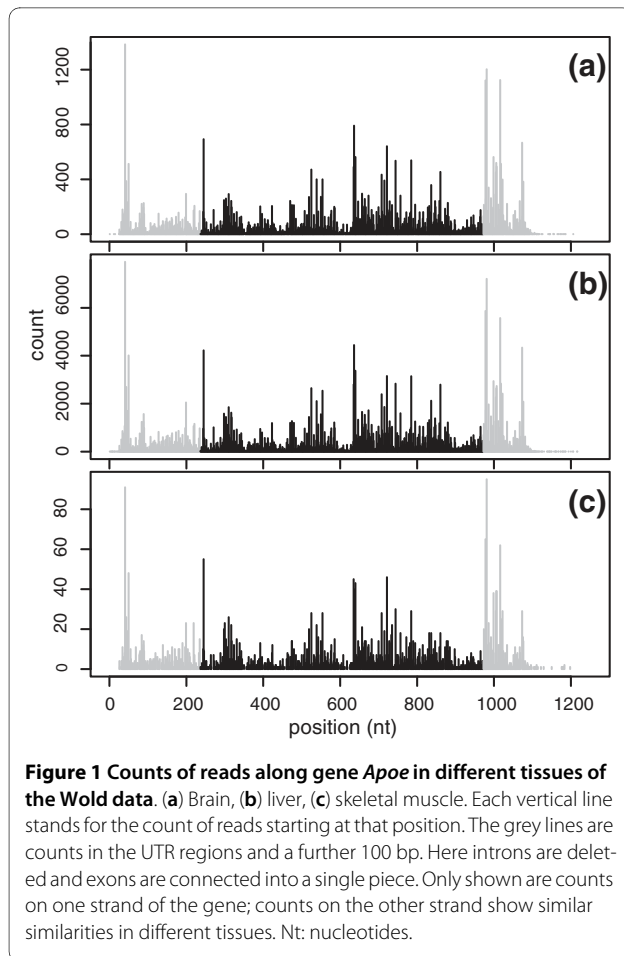 (a)
1200
800
400
0
(b)
6000
4000
2000
0
count
(c)
80
60
40
20
0
0 200 400 600 800 1000 1200
position (nt)
Figure 1 Counts of reads along gene Apoe in different tissues of
the Wold data. (a) Brain, (b) liver, (c) skeletal muscle. Each vertical line
stands for the count of reads starting at that position. The grey lines are
counts in the UTR regions and a further 100 bp. Here introns are delet-
ed and exons are connected into a single piece. Only shown are counts
on one strand of the gene; counts on the other strand show similar
similarities in different tissues. Nt: nucleotides.